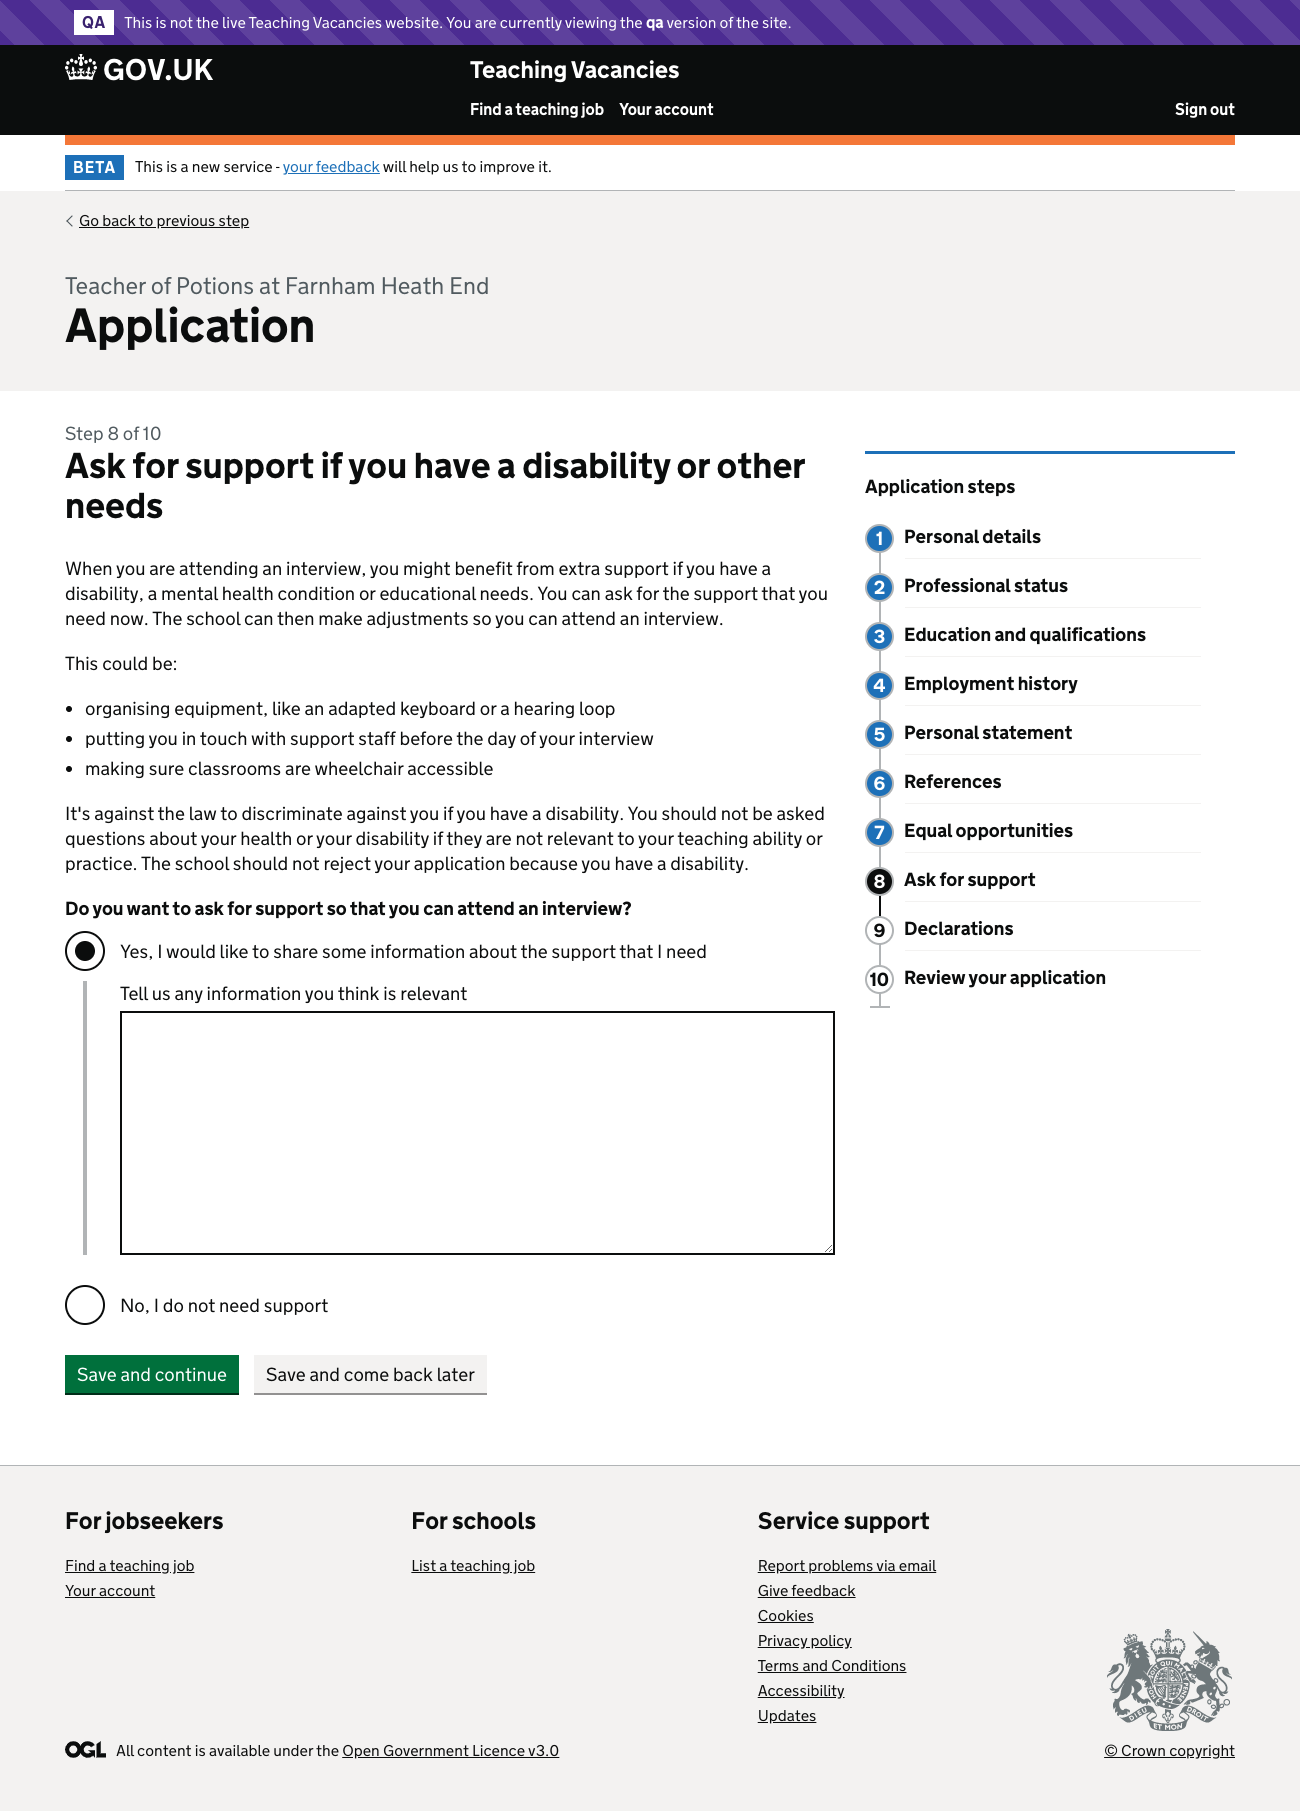 QA This is not the live Teaching Vacancies website. You are currently viewing the qa version of the site.
GOV.UK
Teaching Vacancies
Find a teaching job Your account Sign out
BETA This is a new service - your feedback will help us to improve it.
Go back to previous step
Teacher of Potions at Farnham Heath End
Application
Step 8 of 10
Ask for support if you have a disability or other
needs
When you are attending an interview, you might benefit from extra support if you have a
disability, a mental health condition or educational needs. You can ask for the support that you
need now. The school can then make adjustments so you can attend an interview.
This could be:
• organising equipment, like an adapted keyboard or a hearing loop
• putting you in touch with support staff before the day of your interview
• making sure classrooms are wheelchair accessible
It's against the law to discriminate against you if you have a disability. You should not be asked
questions about your health or your disability if they are not relevant to your teaching ability or
practice. The school should not reject your application because you have a disability.
Do you want to ask for support so that you can attend an interview?
Yes, I would like to share some information about the support that I need
Tell us any information you think is relevant
No, I do not need support
Save and continue Save and come back later
Application steps
1 Personal details
2 Professional status
3 Education and qualifications
4 Employment history
5 Personal statement
6 References
7 Equal opportunities
8 Ask for support
9 Declarations
10 Review your application
For jobseekers
Find a teaching job
Your account
For schools
List a teaching job
Service support
Report problems via email
Give feedback
Cookies
Privacy policy
Terms and Conditions
Accessibility
Updates
DIEU ET MON DROIT
OGL All content is available under the Open Government Licence v3.0
© Crown copyright